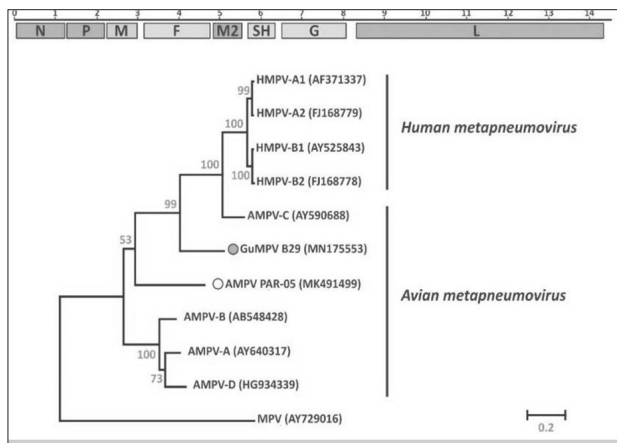 0 1 2 3 4 5 6 7 8 9 10 11 12 13 14
N P M F M2 SH G L
HMPV-A1 (AF371337)
99
HMPV-A2 (FJ168779)
100
Human metapneumovirus
HMPV-B1 (AY525843)
100
100
HMPV-B2 (FJ168778)
99
AMPV-C (AY590688)
53
GuMPV B29 (MN175553)
AMPV PAR-05 (MK491499)
Avian metapneumovirus
AMPV-B (AB548428)
100
AMPV-A (AY640317)
73
AMPV-D (HG934339)
MPV (AY729016)
0.2